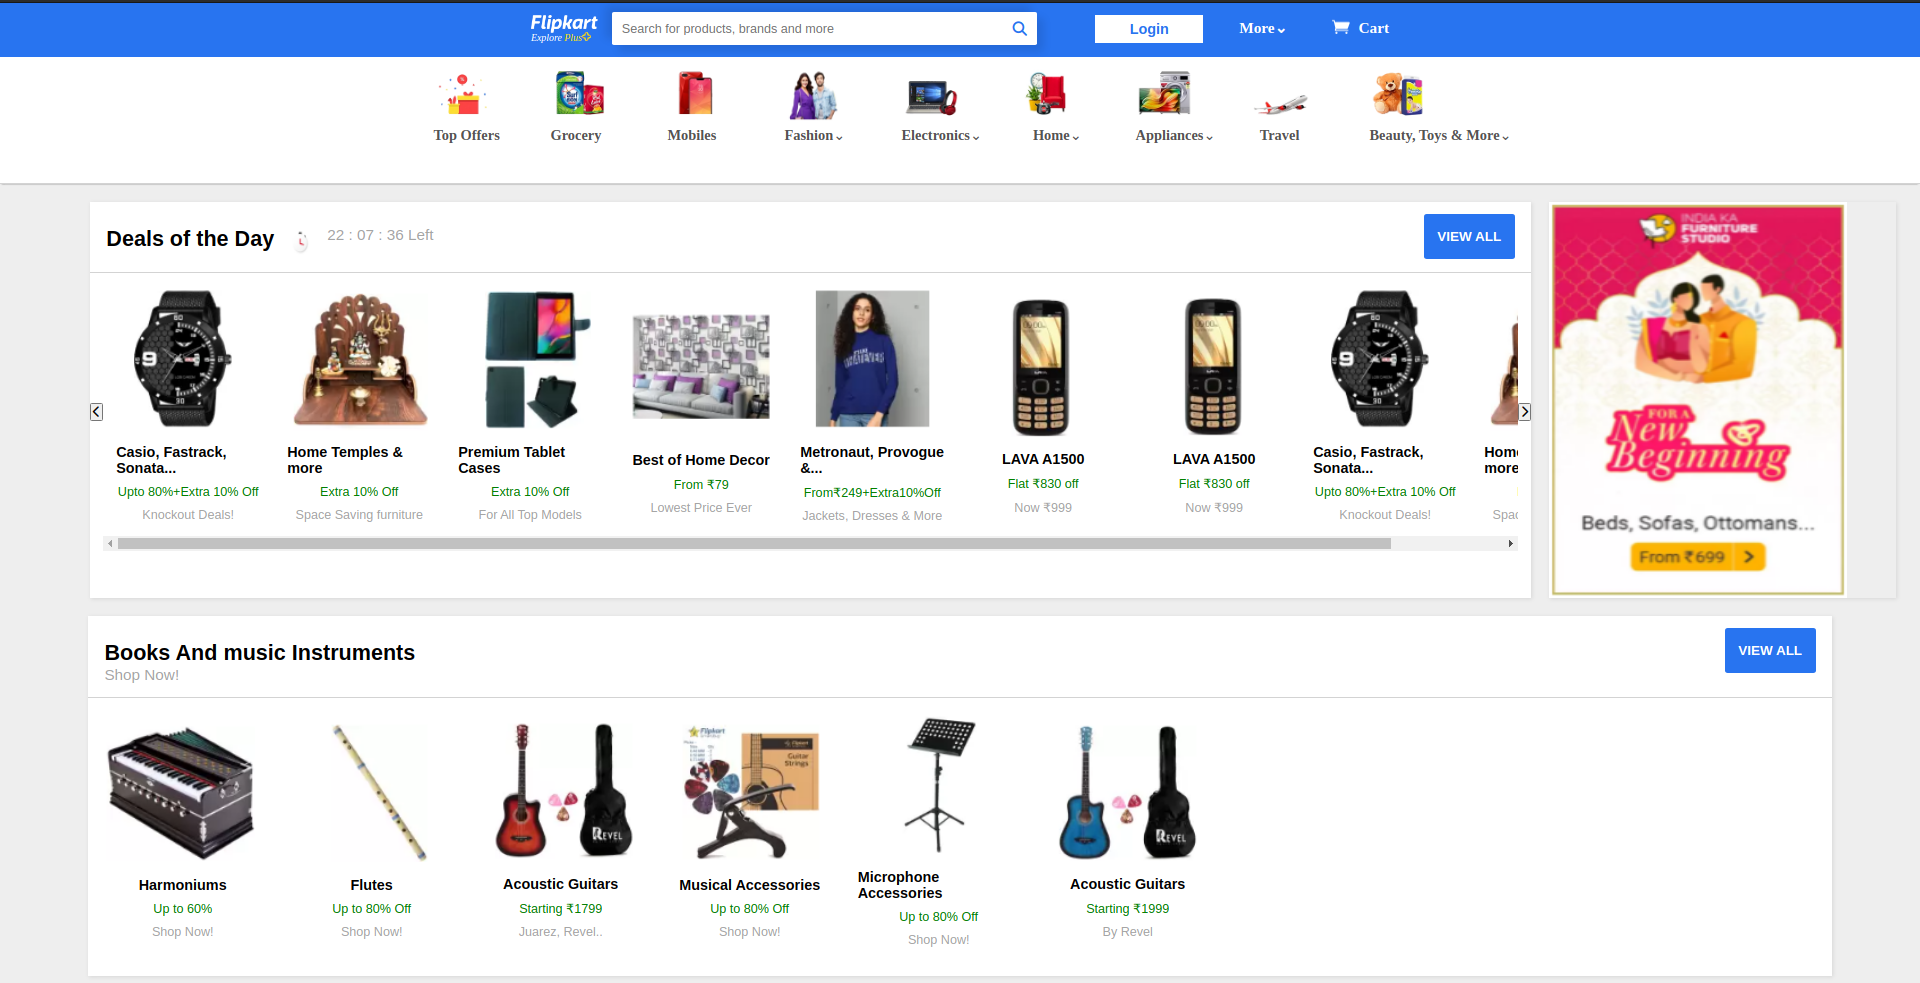 Flipkart
Explore Plus
Search for products, brands and more
Login
More
Cart
Top Offers
Grocery
Mobiles
Fashion
Electronics
Home
Appliances
Travel
Beauty, Toys & More
Deals of the Day
22 : 07 : 36 Left
VIEW ALL
Casio, Fastrack, Sonata...
Upto 80%+Extra 10% Off
Knockout Deals!
Home Temples & more
Extra 10% Off
Space Saving furniture
Premium Tablet Cases
Extra 10% Off
For All Top Models
Best of Home Decor
From ₹79
Lowest Price Ever
Metronaut, Provogue &...
From₹249+Extra10%Off
Jackets, Dresses & More
LAVA A1500
Flat ₹830 off
Now ₹999
LAVA A1500
Flat ₹830 off
Now ₹999
Casio, Fastrack, Sonata...
Upto 80%+Extra 10% Off
Knockout Deals!
more
INDIA KA
FURNITURE
STUDIO
FOR A
New
Beginning
Beds, Sofas, Ottomans...
From ₹699
Books And music Instruments
Shop Now!
VIEW ALL
Harmoniums
Up to 60%
Shop Now!
Flutes
Up to 80% Off
Shop Now!
REVEL
Acoustic Guitars
Starting ₹1799
Juarez, Revel..
Flipkart
Flipkart
Guitar
Strings
Musical Accessories
Up to 80% Off
Shop Now!
Microphone Accessories
Up to 80% Off
Shop Now!
REVEL
Acoustic Guitars
Starting ₹1999
By Revel